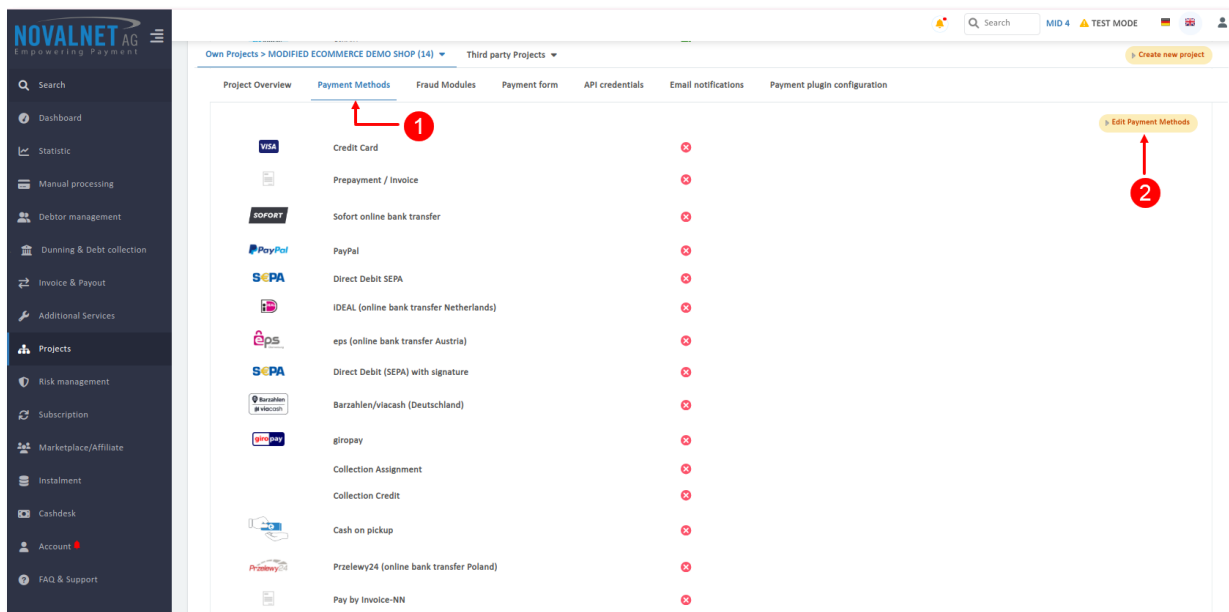 NOVALNET AG
Empowering Payment
Search
MID 4
TEST MODE
Own Projects > MODIFIED ECOMMERCE DEMO SHOP (14)
Third party Projects
Create new project
Search
Dashboard
Statistic
Manual processing
Debtor management
Dunning & Debt collection
Invoice & Payout
Additional Services
Projects
Risk management
Subscription
Marketplace/Affiliate
Instalment
Cashdesk
Account
FAQ & Support
Project Overview
Payment Methods
Fraud Modules
Payment form
API credentials
Email notifications
Payment plugin configuration
1
Edit Payment Methods
2
VISA Credit Card
Prepayment / Invoice
SOFORT Sofort online bank transfer
PayPal PayPal
SEPA Direct Debit SEPA
iDEAL (online bank transfer Netherlands)
eps eps (online bank transfer Austria)
SEPA Direct Debit (SEPA) with signature
Barzahlen
viacash
Barzahlen/viacash (Deutschland)
giropay giropay
Collection Assignment
Collection Credit
Cash on pickup
Przelewy24 Przelewy24 (online bank transfer Poland)
Pay by Invoice-NN